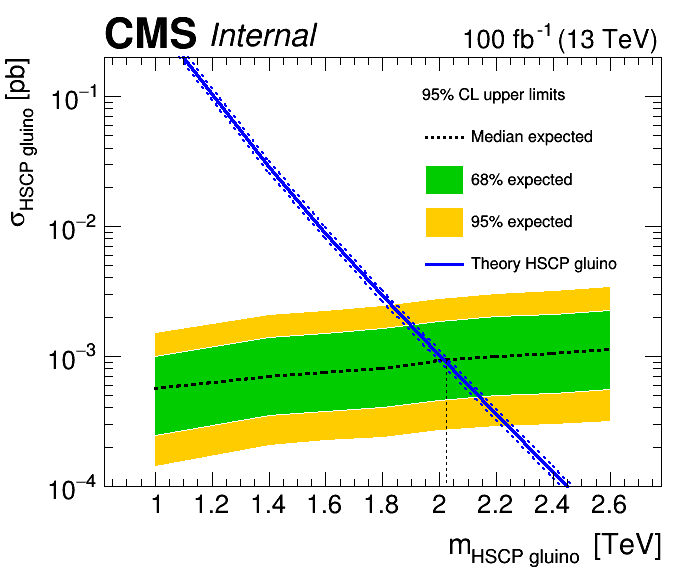 CMS Internal 100 fb⁻¹ (13 TeV)
σHSCP gluino [pb]
95% CL upper limits
Median expected
68% expected
95% expected
Theory HSCP gluino
10⁻¹
10⁻²
10⁻³
10⁻⁴
1 1.2 1.4 1.6 1.8 2 2.2 2.4 2.6
mHSCP gluino [TeV]